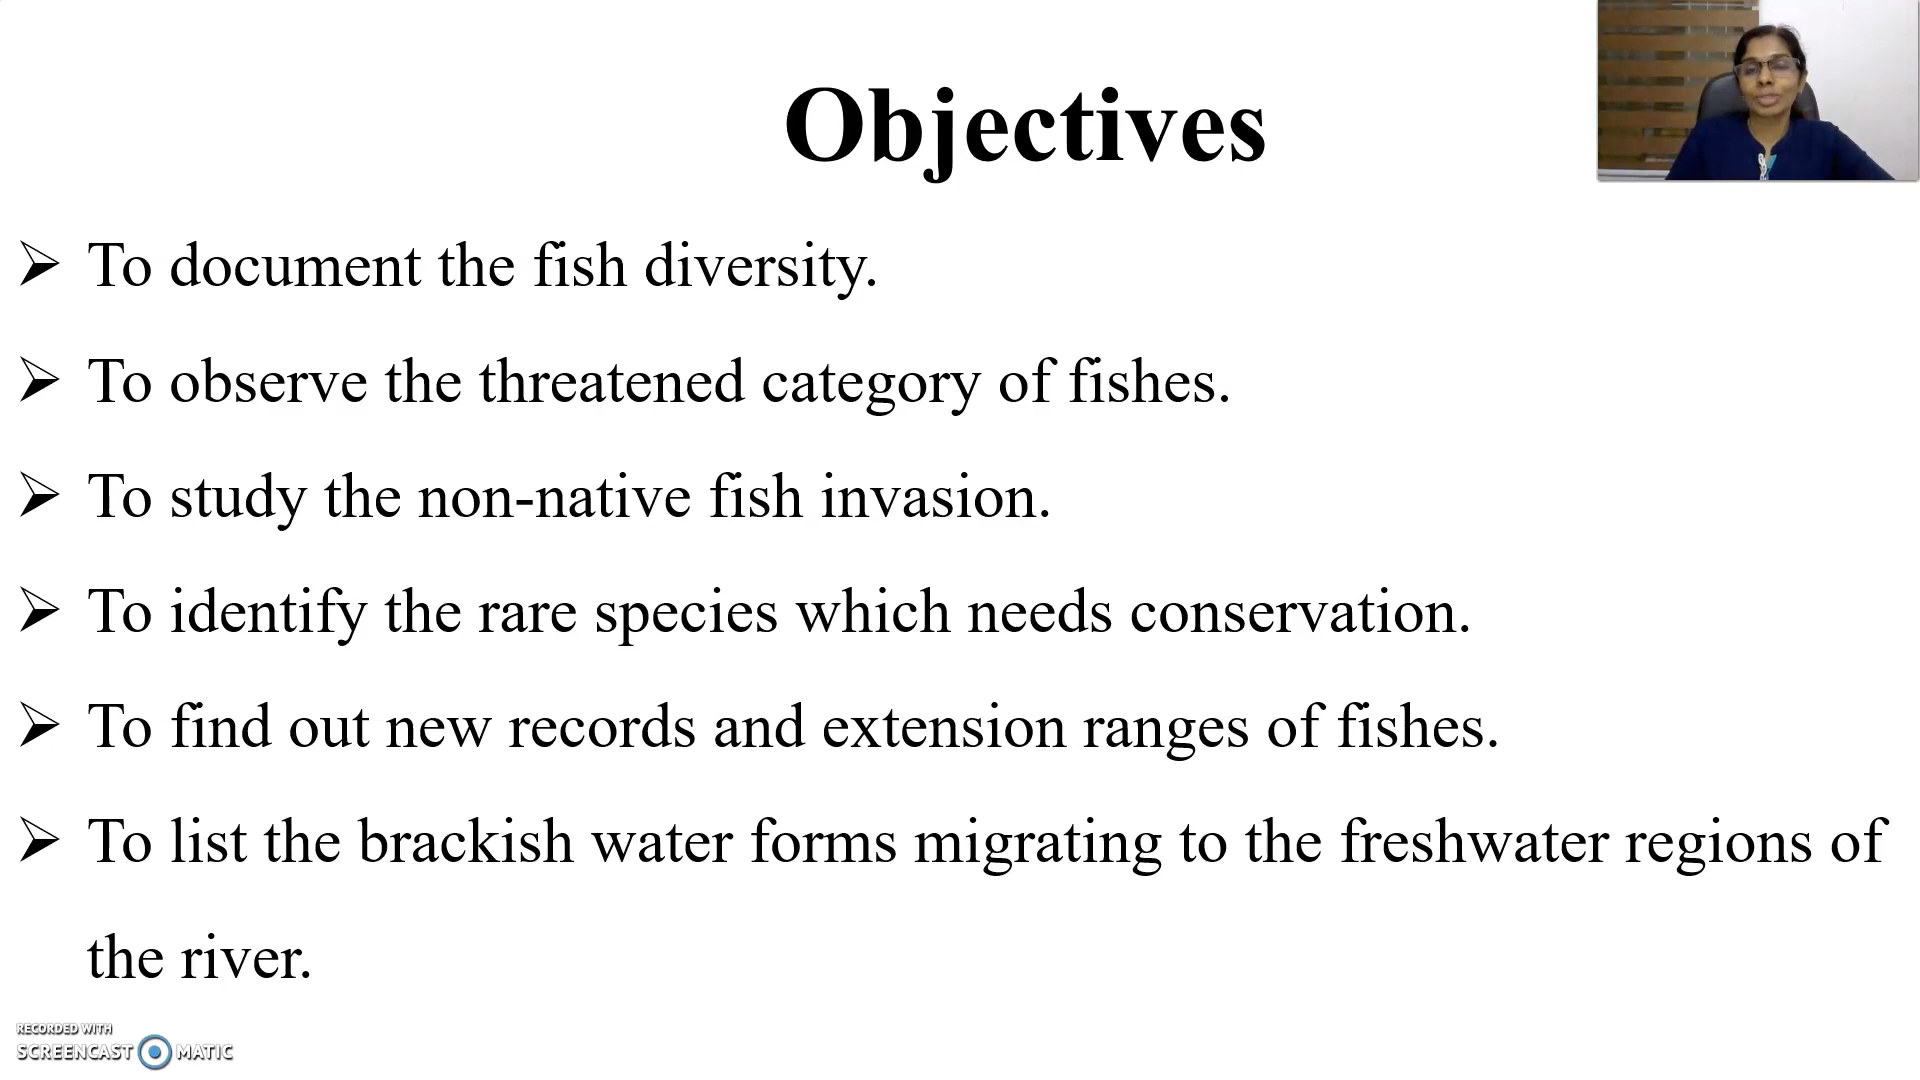 Objectives
➢ To document the fish diversity.
➢ To observe the threatened category of fishes.
➢ To study the non-native fish invasion.
➢ To identify the rare species which needs conservation.
➢ To find out new records and extension ranges of fishes.
➢ To list the brackish water forms migrating to the freshwater regions of
the river.
RECORDED WITH
SCREENCAST MATIC